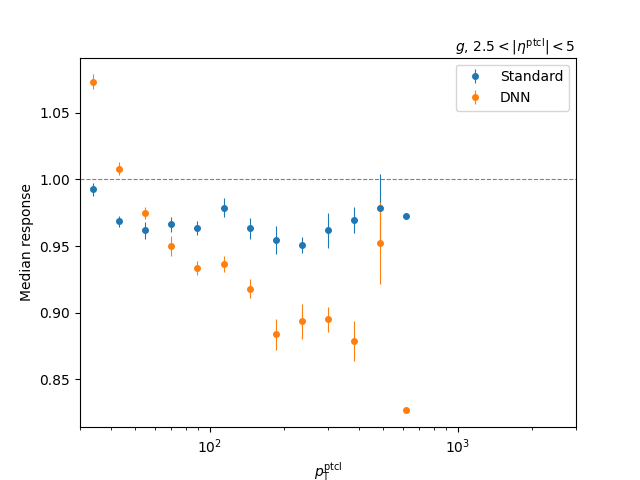 g, 2.5 < |η^ptcl| < 5
Standard
DNN
1.05
1.00
0.95
0.90
0.85
Median response
10^2
10^3
p_T^ptcl